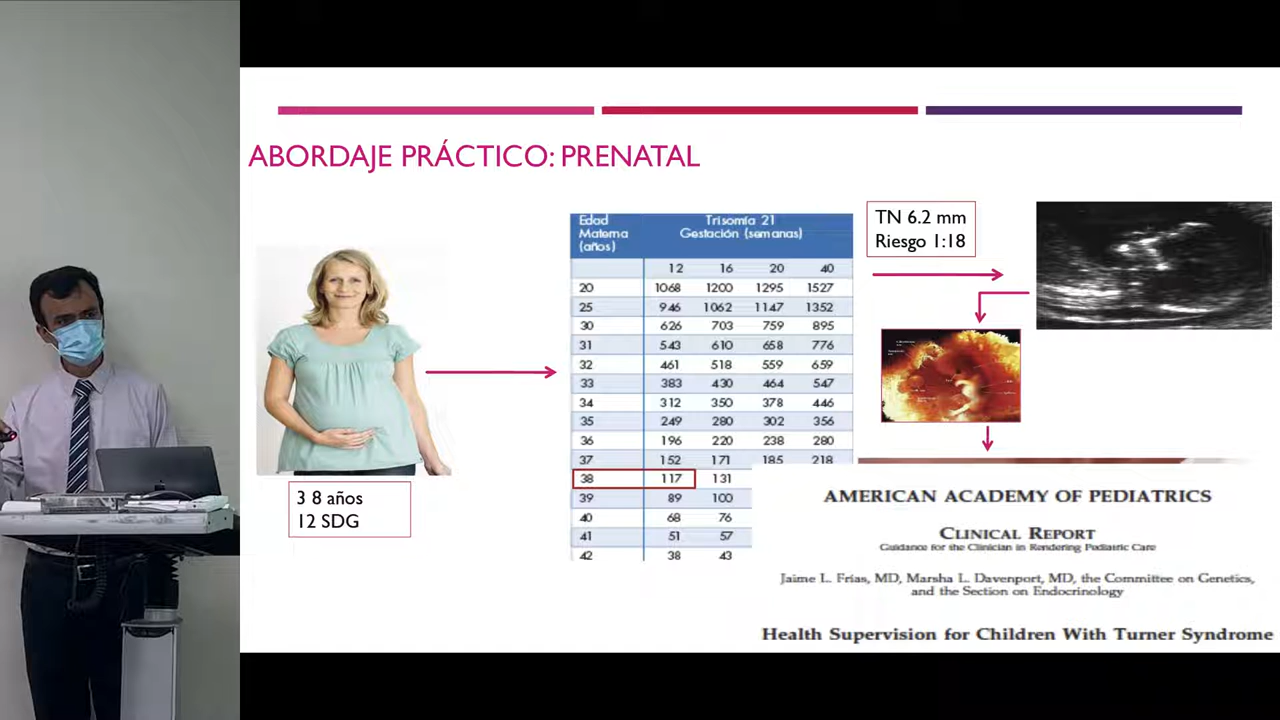 ABORDAJE PRÁCTICO: PRENATAL
3 8 años
12 SDG
Edad Materna (años) Trisomía 21 Gestación (semanas)
12 16 20 40
20 1068 1200 1295 1527
25 946 1062 1147 1352
30 626 703 759 895
31 543 610 658 776
32 461 518 559 659
33 383 430 464 547
34 312 350 378 446
35 249 280 302 356
36 196 220 238 280
37 152 171 185 218
38 117 131
39 89 100
40 68 76
41 51 57
42 38 43
TN 6.2 mm
Riesgo 1:18
AMERICAN ACADEMY OF PEDIATRICS
CLINICAL REPORT
Guidance for the Clinician in Rendering Pediatric Care
Jaime L. Frías, MD, Marsha L. Davenport, MD, the Committee on Genetics,
and the Section on Endocrinology
Health Supervision for Children With Turner Syndrome